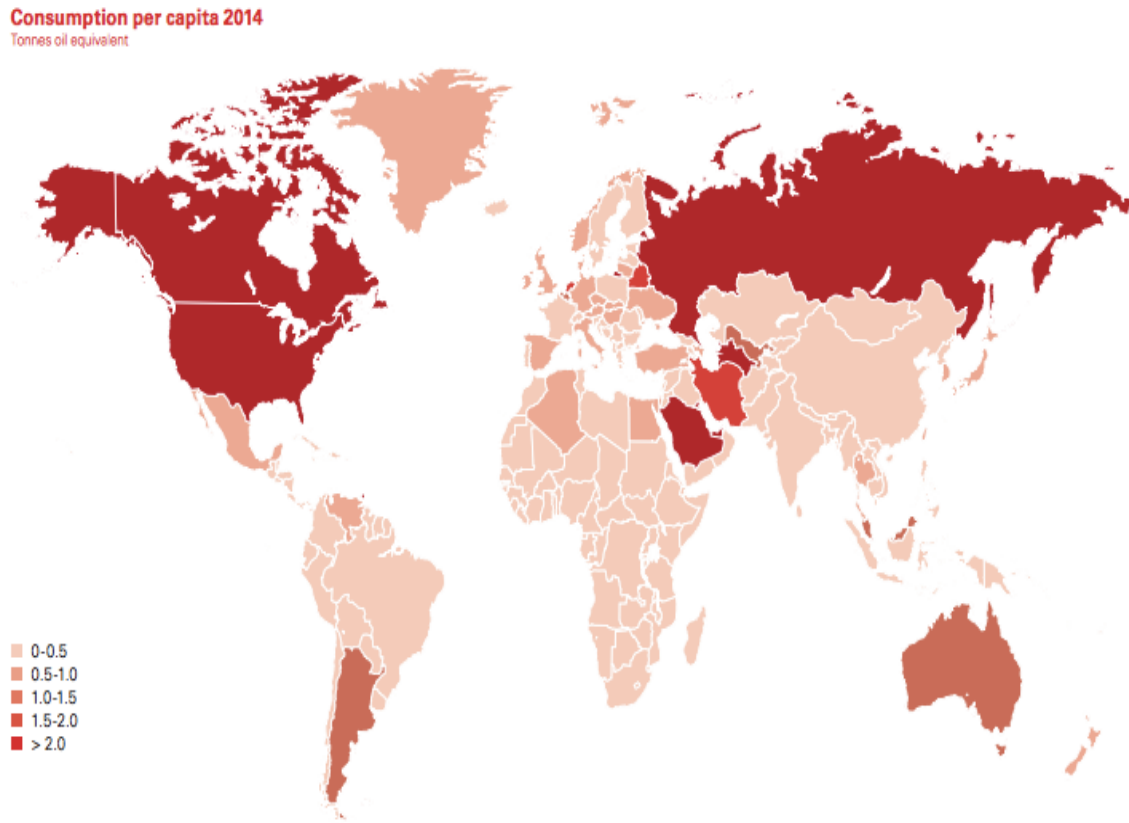 Consumption per capita 2014
Tonnes oil equivalent
0-0.5
0.5-1.0
1.0-1.5
1.5-2.0
> 2.0